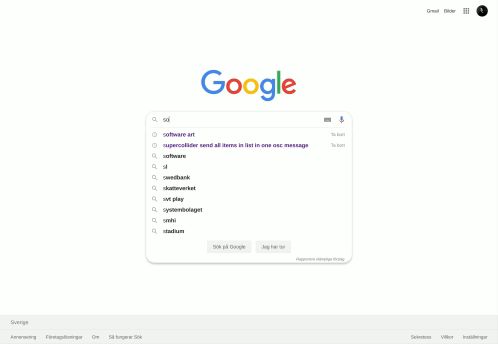 Gmail Bilder
Google
so
software art Ta bort
supercollider send all items in list in one osc message Ta bort
software
sl
swedbank
skatteverket
svt play
systembolaget
smhi
stadium
Sök på Google Jag har tur
Rapportera olämpliga förslag
Sverige
Annonsering Företagslösningar Om Så fungerar Sök Sekretess Villkor Inställningar